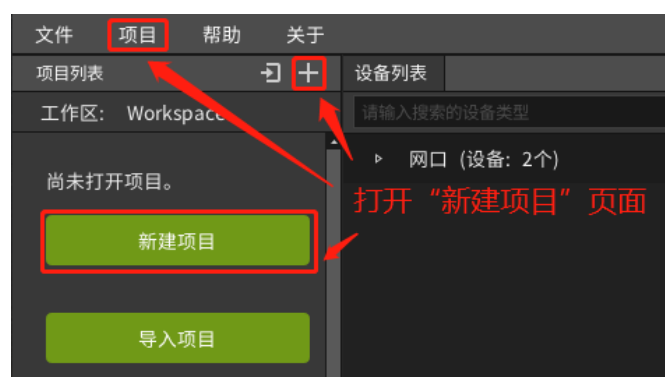 文件 项目 帮助 关于
项目列表 设备列表
工作区: Workspace 请输入搜索的设备类型
网口 (设备: 2个)
尚未打开项目。
打开“新建项目”页面
新建项目
导入项目